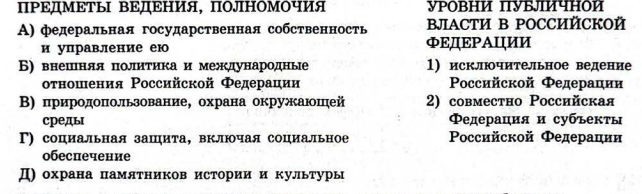 ПРЕДМЕТЫ ВЕДЕНИЯ, ПОЛНОМОЧИЯ
А) федеральная государственная собственность
и управление ею
Б) внешняя политика и международные
отношения Российской Федерации
В) природопользование, охрана окружающей
среды
Г) социальная защита, включая социальное
обеспечение
Д) охрана памятников истории и культуры
УРОВНИ ПУБЛИЧНОЙ
ВЛАСТИ В РОССИЙСКОЙ
ФЕДЕРАЦИИ
1) исключительное ведение
Российской Федерации
2) совместно Российская
Федерация и субъекты
Российской Федерации